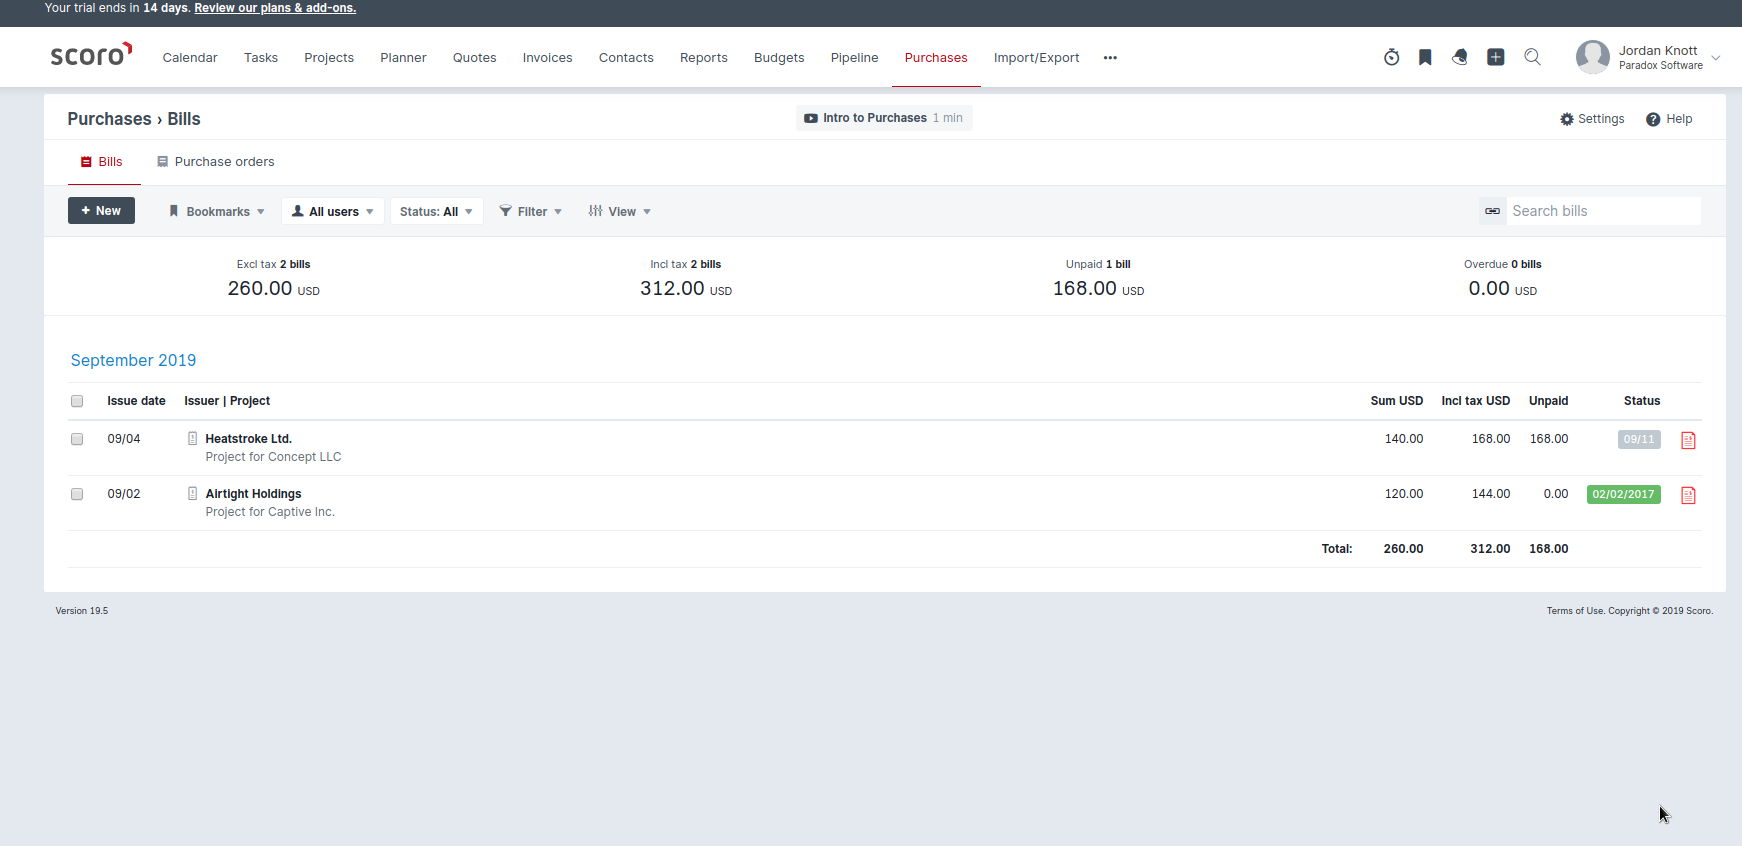 Your trial ends in 14 days. Review our plans & add-ons.
scoro
Calendar Tasks Projects Planner Quotes Invoices Contacts Reports Budgets Pipeline Purchases Import/Export •••
Jordan Knott
Paradox Software
Purchases › Bills
Intro to Purchases 1 min
Settings Help
Bills Purchase orders
+ New Bookmarks All users Status: All Filter View Search bills
Excl tax 2 bills Incl tax 2 bills Unpaid 1 bill Overdue 0 bills
260.00 USD 312.00 USD 168.00 USD 0.00 USD
September 2019
Issue date Issuer | Project Sum USD Incl tax USD Unpaid Status
09/04 Heatstroke Ltd. 140.00 168.00 168.00 09/11
Project for Concept LLC
09/02 Airtight Holdings 120.00 144.00 0.00 02/02/2017
Project for Captive Inc.
Total: 260.00 312.00 168.00
Version 19.5 Terms of Use. Copyright © 2019 Scoro.